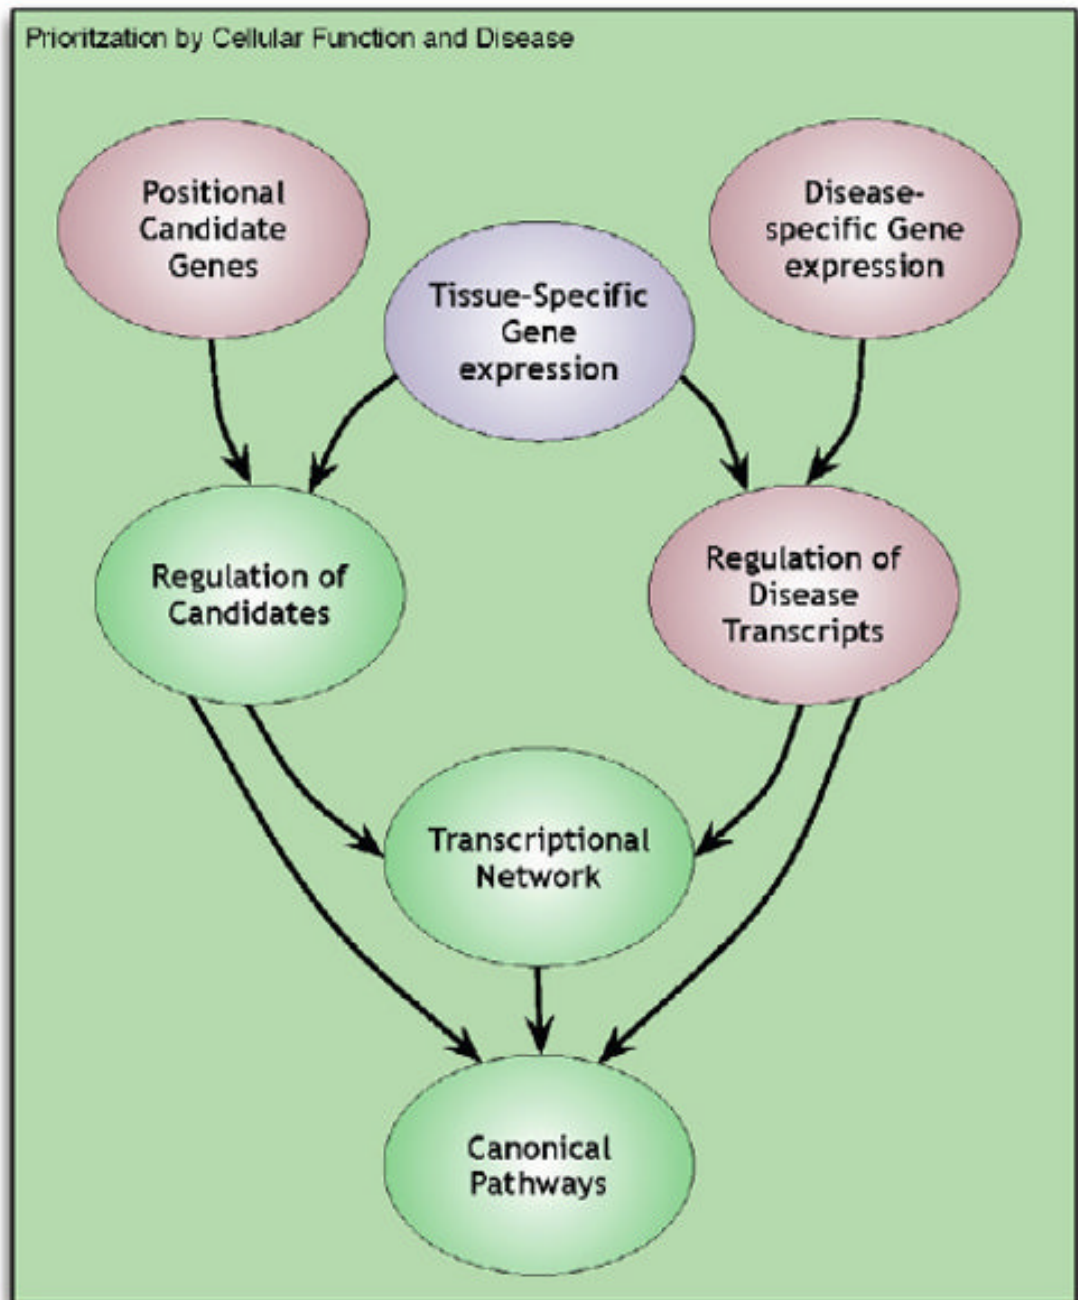 Prioritzation by Cellular Function and Disease
Positional
Candidate
Genes
Disease-
specific Gene
expression
Tissue-Specific
Gene
expression
Regulation of
Candidates
Regulation of
Disease
Transcripts
Transcriptional
Network
Canonical
Pathways